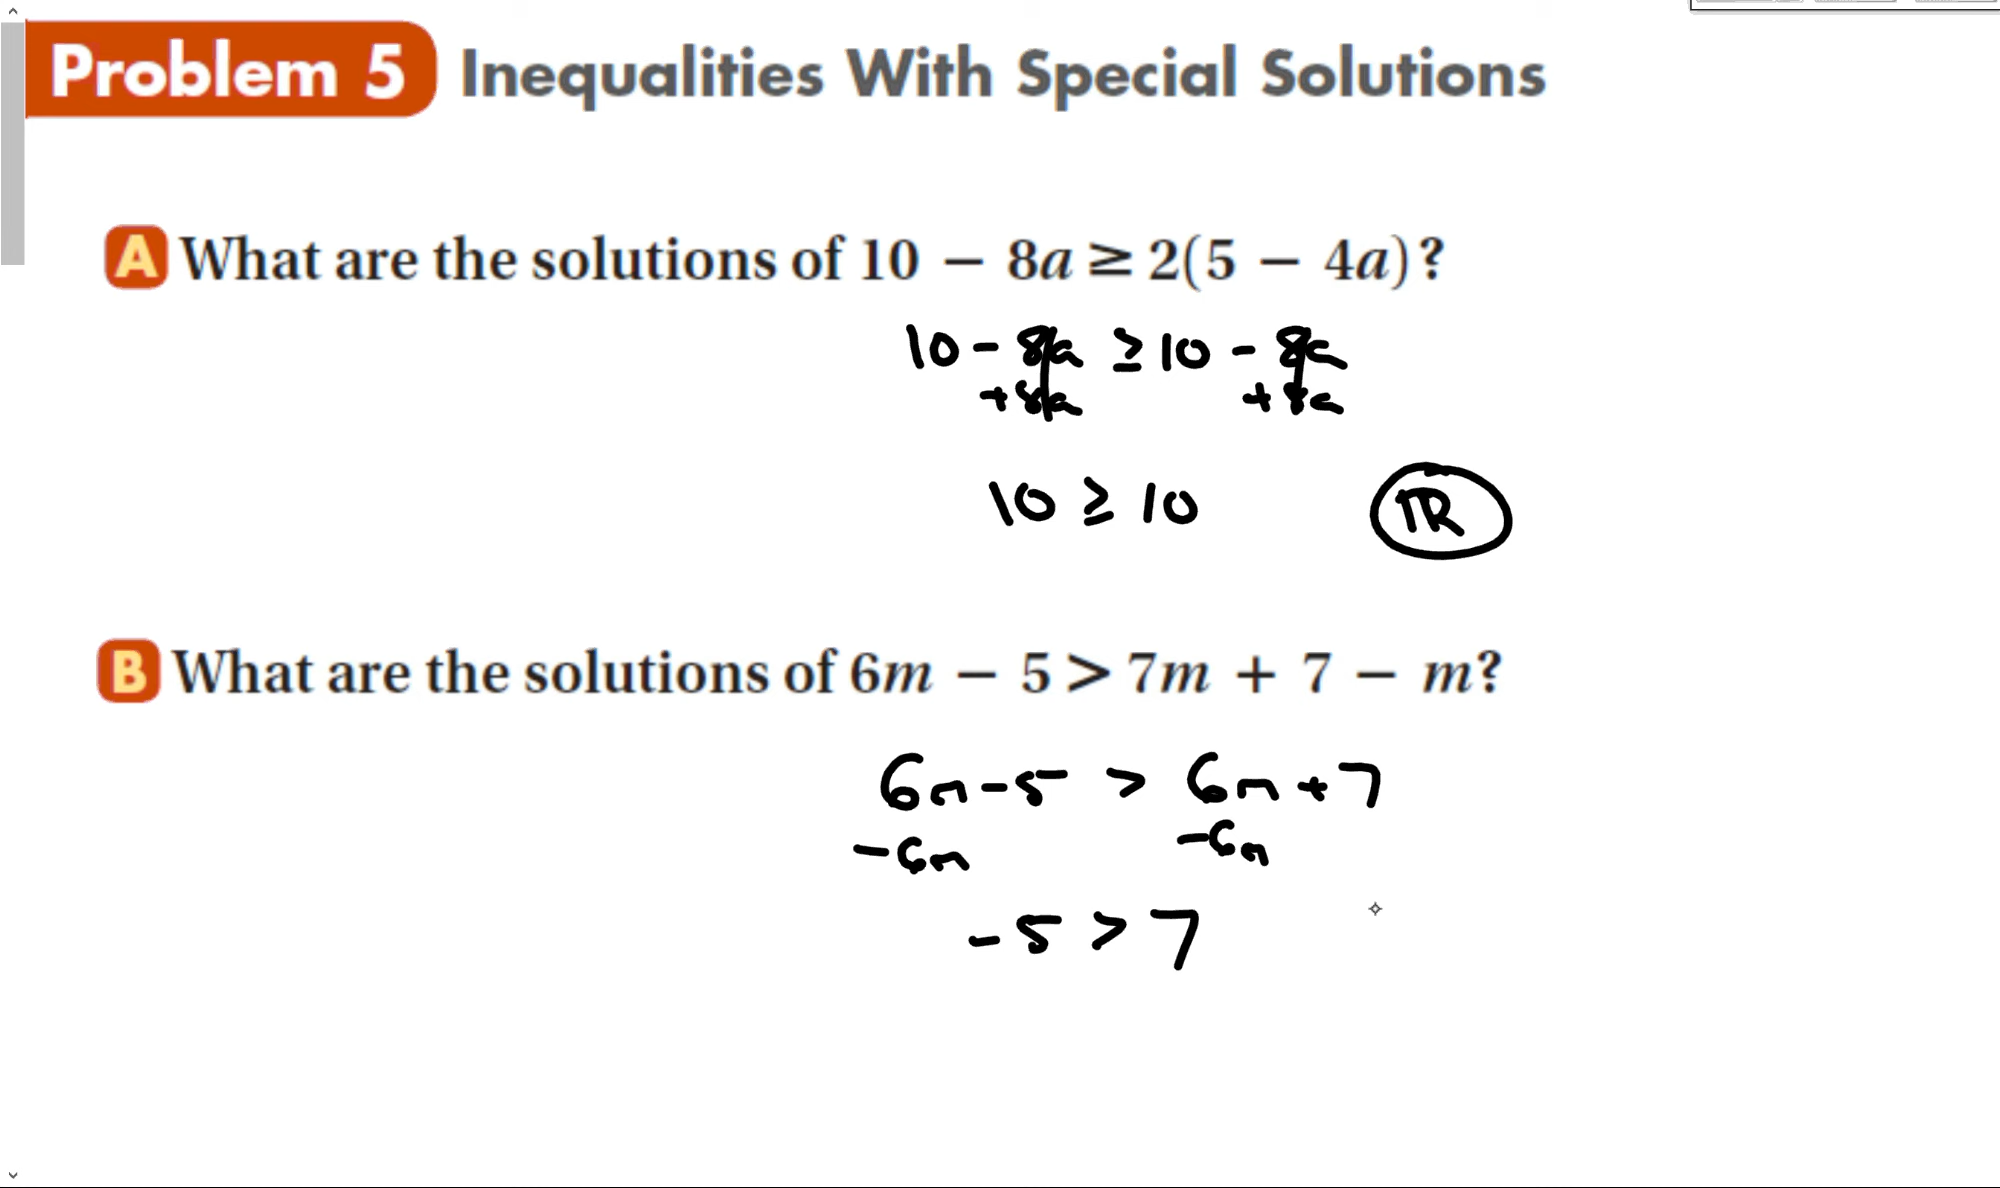 Problem 5 Inequalities With Special Solutions
A What are the solutions of 10 − 8a ≥ 2(5 − 4a)?
10 - 8a ≥ 10 - 8a
+8a +8a
10 ≥ 10 ℝ
B What are the solutions of 6m − 5 > 7m + 7 − m?
6m - 5 > 6m + 7
-6m -6m
-5 > 7